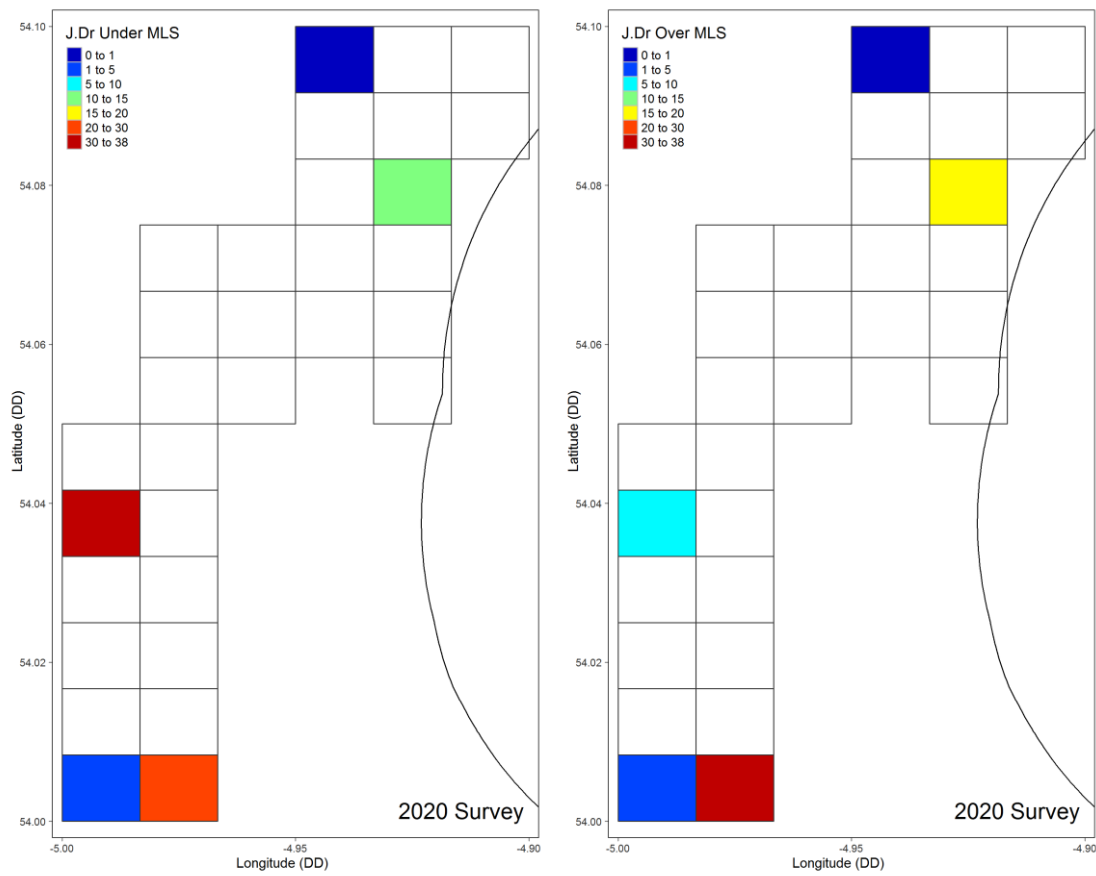 J.Dr Under MLS
0 to 1
1 to 5
5 to 10
10 to 15
15 to 20
20 to 30
30 to 38
54.10
54.08
54.06
54.04
54.02
54.00
Latitude (DD)
2020 Survey
-5.00
-4.95
-4.90
Longitude (DD)
J.Dr Over MLS
0 to 1
1 to 5
5 to 10
10 to 15
15 to 20
20 to 30
30 to 38
54.10
54.08
54.06
54.04
54.02
54.00
Latitude (DD)
2020 Survey
-5.00
-4.95
-4.90
Longitude (DD)